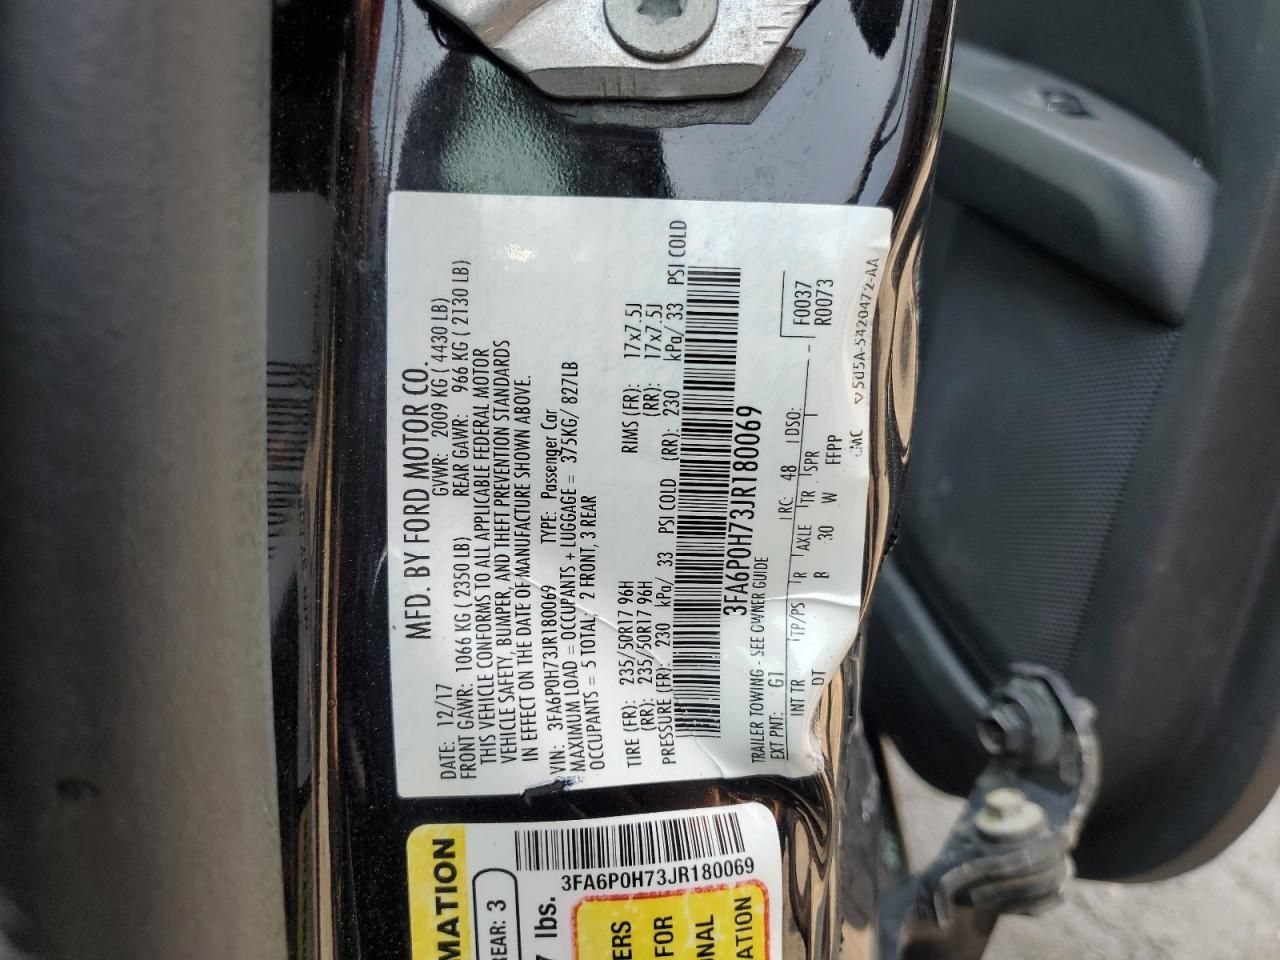 MFD. BY FORD MOTOR CO.
DATE: 12/17 GVWR: 2009 KG ( 4430 LB)
FRONT GAWR: 1066 KG ( 2350 LB) REAR GAWR: 966 KG ( 2130 LB)
THIS VEHICLE CONFORMS TO ALL APPLICABLE FEDERAL MOTOR
VEHICLE SAFETY, BUMPER, AND THEFT PREVENTION STANDARDS
IN EFFECT ON THE DATE OF MANUFACTURE SHOWN ABOVE.
VIN: 3FA6P0H73JR180069 TYPE: Passenger Car
MAXIMUM LOAD = OCCUPANTS + LUGGAGE = 375KG/ 827LB
OCCUPANTS = 5 TOTAL; 2 FRONT, 3 REAR
TIRE (FR): 235/50R17 96H RIMS (FR): 17x7.5J
(RR): 235/50R17 96H (RR): 17x7.5J
PRESSURE (FR): 230 kPa/ 33 PSI COLD (RR): 230 kPa/ 33 PSI COLD
3FA6P0H73JR180069
TRAILER TOWING - SEE OWNER GUIDE
EXT PNT: G1 RC: 48 DSO: F0037
INT TR TP/PS R AXLE TR SPR R0073
DT B 30 W FFPP
5U5A-5420472-AA
3FA6P0H73JR180069
MATION
REAR: 3
7 lbs.
ERS
FOR
ONAL
ATION